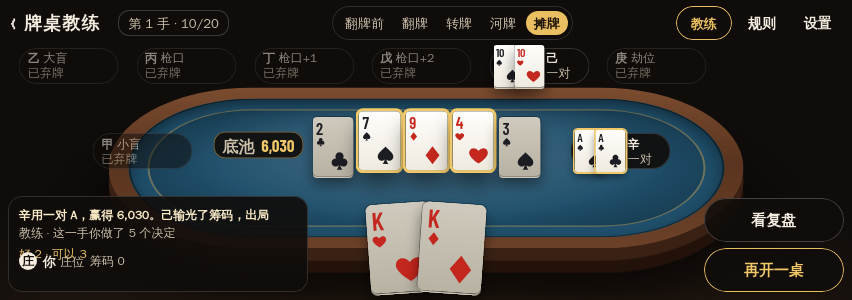 牌桌教练
第 1 手 · 10/20
翻牌前 翻牌 转牌 河牌 摊牌
教练 规则 设置
乙 大盲
已弃牌
丙 枪口
已弃牌
丁 枪口+1
已弃牌
戊 枪口+2
已弃牌
10 10
己
一对
庚 劫位
已弃牌
甲 小盲
已弃牌
底池 6,030
2 7 9 4 3
A A
辛
一对
K K
辛用一对 A，赢得 6,030。己输光了筹码，出局
教练 · 这一手你做了 5 个决定
好 2 · 可以 3
庄 你 庄位 筹码 0
看复盘
再开一桌